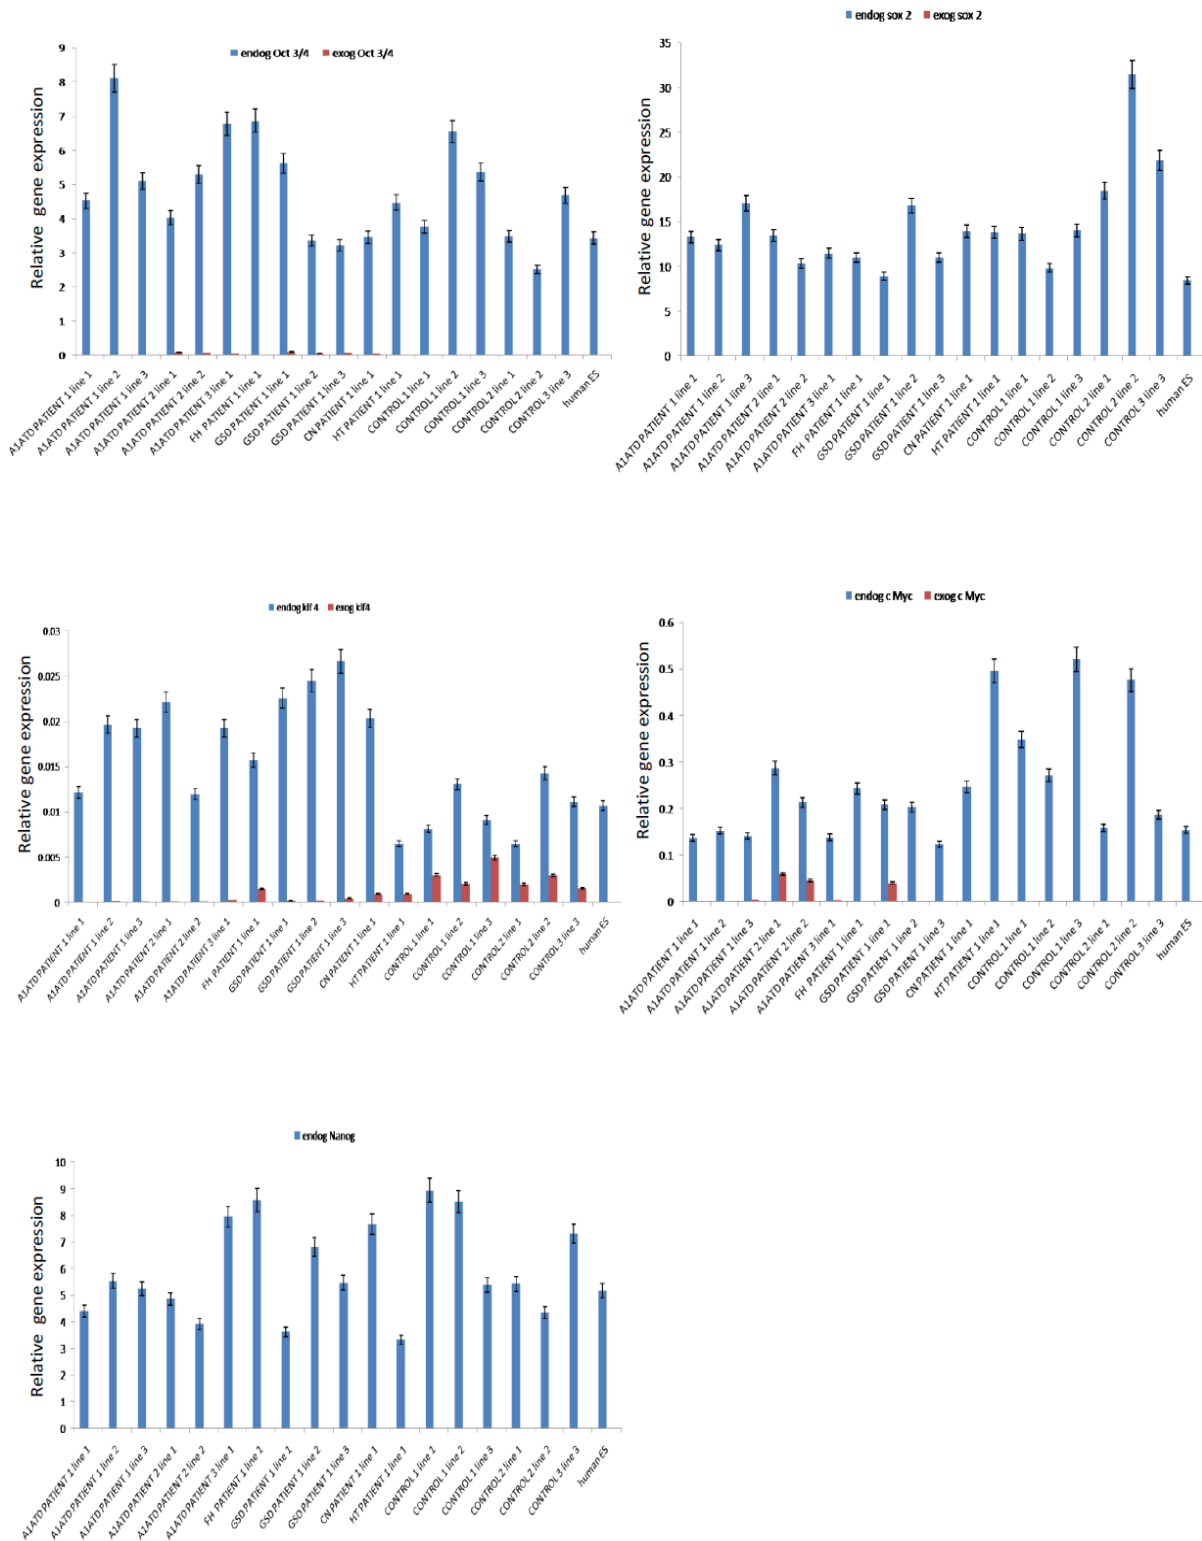 endog Oct 3/4 exog Oct 3/4
Relative gene expression
9
8
7
6
5
4
3
2
1
0
A1ATD PATIENT 1 line 1
A1ATD PATIENT 1 line 2
A1ATD PATIENT 1 line 3
A1ATD PATIENT 2 line 1
A1ATD PATIENT 2 line 2
A1ATD PATIENT 3 line 1
FH PATIENT 1 line 1
GSD PATIENT 1 line 1
GSD PATIENT 1 line 2
GSD PATIENT 1 line 3
CN PATIENT 1 line 1
HT PATIENT 1 line 1
CONTROL 1 line 1
CONTROL 1 line 2
CONTROL 1 line 3
CONTROL 2 line 1
CONTROL 2 line 2
CONTROL 3 line 3
human ES
endog sox 2 exog sox 2
Relative gene expression
35
30
25
20
15
10
5
0
A1ATD PATIENT 1 line 1
A1ATD PATIENT 1 line 2
A1ATD PATIENT 1 line 3
A1ATD PATIENT 2 line 1
A1ATD PATIENT 2 line 2
A1ATD PATIENT 3 line 1
FH PATIENT 1 line 1
GSD PATIENT 1 line 1
GSD PATIENT 1 line 2
GSD PATIENT 1 line 3
CN PATIENT 1 line 1
HT PATIENT 1 line 1
CONTROL 1 line 1
CONTROL 1 line 2
CONTROL 1 line 3
CONTROL 2 line 1
CONTROL 2 line 2
CONTROL 3 line 3
human ES
endog klf 4 exog klf4
Relative gene expression
0.03
0.025
0.02
0.015
0.01
0.005
0
A1ATD PATIENT 1 line 1
A1ATD PATIENT 1 line 2
A1ATD PATIENT 1 line 3
A1ATD PATIENT 2 line 1
A1ATD PATIENT 2 line 2
A1ATD PATIENT 3 line 1
FH PATIENT 1 line 1
GSD PATIENT 1 line 1
GSD PATIENT 1 line 2
GSD PATIENT 1 line 3
CN PATIENT 1 line 1
HT PATIENT 1 line 1
CONTROL 1 line 1
CONTROL 1 line 2
CONTROL 1 line 3
CONTROL 2 line 1
CONTROL 2 line 2
CONTROL 3 line 3
human ES
endog c Myc exog c Myc
Relative gene expression
0.6
0.5
0.4
0.3
0.2
0.1
0
A1ATD PATIENT 1 line 1
A1ATD PATIENT 1 line 2
A1ATD PATIENT 1 line 3
A1ATD PATIENT 2 line 1
A1ATD PATIENT 2 line 2
A1ATD PATIENT 3 line 1
FH PATIENT 1 line 1
GSD PATIENT 1 line 1
GSD PATIENT 1 line 2
GSD PATIENT 1 line 3
CN PATIENT 1 line 1
HT PATIENT 1 line 1
CONTROL 1 line 1
CONTROL 1 line 2
CONTROL 1 line 3
CONTROL 2 line 1
CONTROL 2 line 2
CONTROL 3 line 3
human ES
endog Nanog
Relative gene expression
10
9
8
7
6
5
4
3
2
1
0
A1ATD PATIENT 1 line 1
A1ATD PATIENT 1 line 2
A1ATD PATIENT 1 line 3
A1ATD PATIENT 2 line 1
A1ATD PATIENT 2 line 2
A1ATD PATIENT 3 line 1
FH PATIENT 1 line 1
GSD PATIENT 1 line 1
GSD PATIENT 1 line 2
GSD PATIENT 1 line 3
CN PATIENT 1 line 1
HT PATIENT 1 line 1
CONTROL 1 line 1
CONTROL 1 line 2
CONTROL 1 line 3
CONTROL 2 line 1
CONTROL 2 line 2
CONTROL 3 line 3
human ES